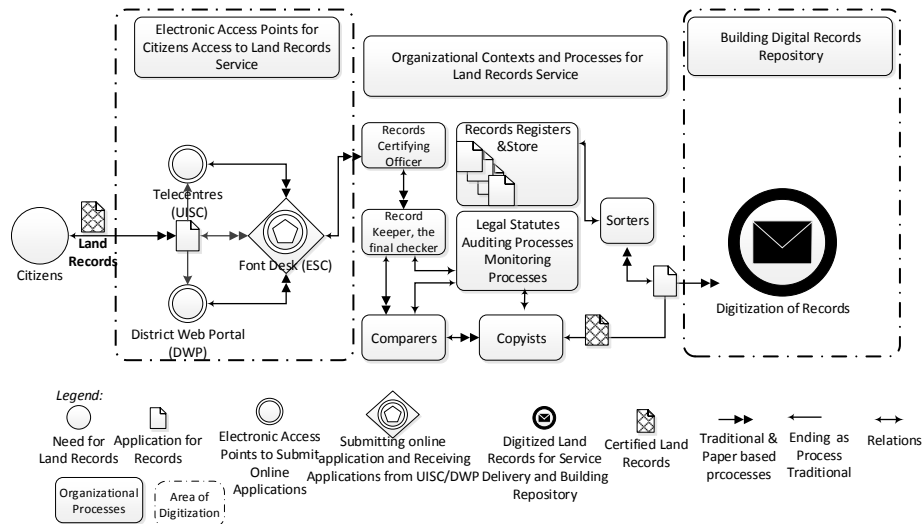 Electronic Access Points for
Citizens Access to Land Records
Service
Organizational Contexts and Processes for
Land Records Service
Building Digital Records
Repository
Records
Certifying
Officer
Records Registers
&Store
Telecentres
(UISC)
Land
Records
Citizens
Font Desk (ESC)
Record
Keeper, the
final checker
Legal Statutes
Auditing Processes
Monitoring
Processes
Sorters
Digitization of Records
District Web Portal
(DWP)
Comparers
Copyists
Legend:
Need for
Land Records
Application for
Records
Electronic Access
Points to Submit
Online
Applications
Submitting online
application and Receiving
Applications from UISC/DWP
Digitized Land
Records for Service
Delivery and Building
Repository
Certified Land
Records
Traditional &
Paper based
prcocesses
Ending as
Process
Traditional
Relations
Organizational
Processes
Area of
Digitization